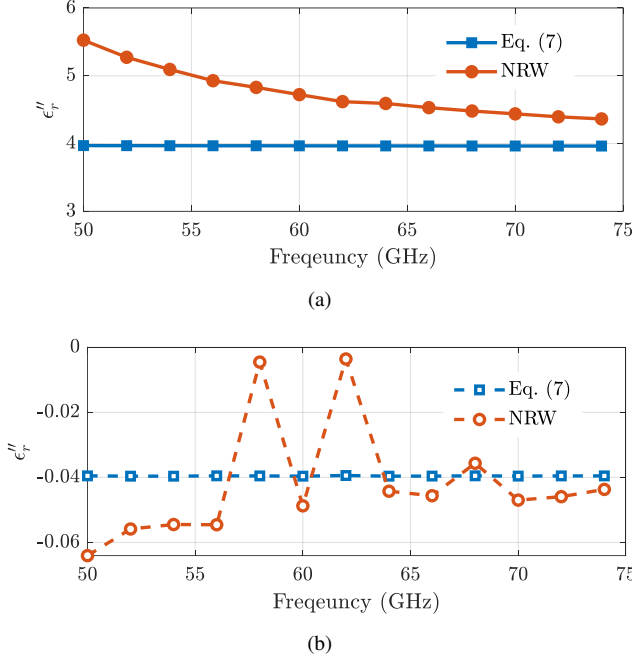 6
5
4
3
ϵ″r
Eq. (7)
NRW
50 55 60 65 70 75
Freqeuncy (GHz)
(a)
0
-0.02
-0.04
-0.06
ϵ″r
Eq. (7)
NRW
50 55 60 65 70 75
Freqeuncy (GHz)
(b)